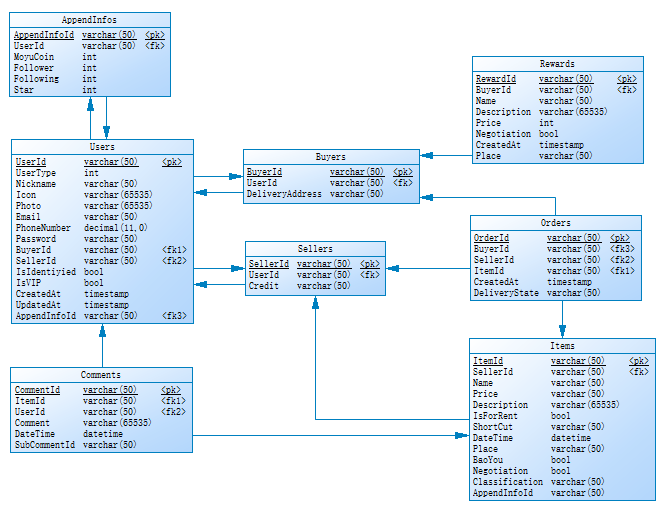 AppendInfos
AppendInfoId varchar(50) <pk>
UserId varchar(50) <fk>
MoyuCoin int
Follower int
Following int
Star int
Rewards
RewardId varchar(50) <pk>
BuyerId varchar(50) <fk>
Name varchar(50)
Description varchar(65535)
Price int
Negotiation bool
CreatedAt timestamp
Place varchar(50)
Users
UserId varchar(50) <pk>
UserType int
Nickname varchar(50)
Icon varchar(65535)
Photo varchar(65535)
Email varchar(50)
PhoneNumber decimal(11,0)
Password varchar(50)
BuyerId varchar(50) <fk1>
SellerId varchar(50) <fk2>
IsIdentiyied bool
IsVIP bool
CreatedAt timestamp
UpdatedAt timestamp
AppendInfoId varchar(50) <fk3>
Buyers
BuyerId varchar(50) <pk>
UserId varchar(50) <fk>
DeliveryAddress varchar(50)
Sellers
SellerId varchar(50) <pk>
UserId varchar(50) <fk>
Credit varchar(50)
Orders
OrderId varchar(50) <pk>
BuyerId varchar(50) <fk3>
SellerId varchar(50) <fk2>
ItemId varchar(50) <fk1>
CreatedAt timestamp
DeliveryState varchar(50)
Comments
CommentId varchar(50) <pk>
ItemId varchar(50) <fk1>
UserId varchar(50) <fk2>
Comment varchar(65535)
DateTime datetime
SubCommentId varchar(50)
Items
ItemId varchar(50) <pk>
SellerId varchar(50) <fk>
Name varchar(50)
Price varchar(50)
Description varchar(65535)
IsForRent bool
ShortCut varchar(50)
DateTime datetime
Place varchar(50)
BaoYou bool
Negotiation bool
Classification varchar(50)
AppendInfoId varchar(50)